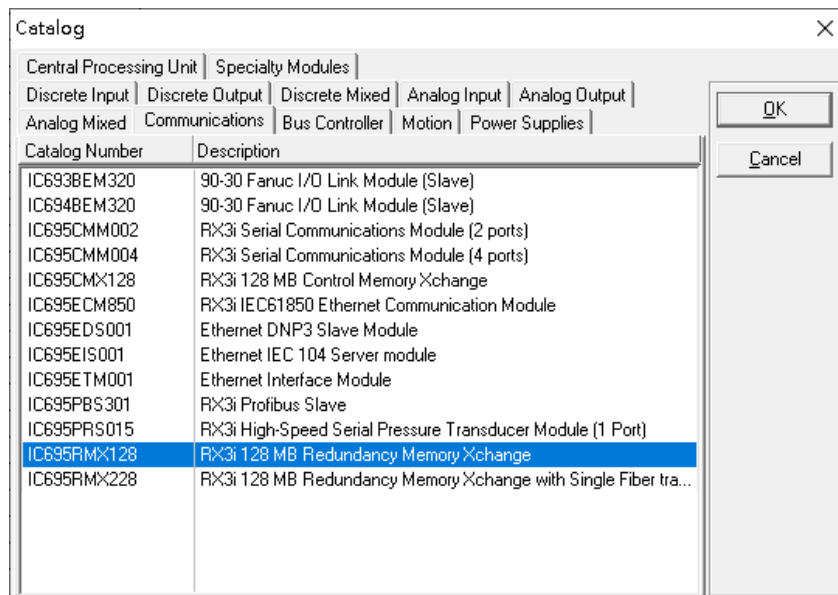 Catalog
Central Processing Unit Specialty Modules
Discrete Input Discrete Output Discrete Mixed Analog Input Analog Output
Analog Mixed Communications Bus Controller Motion Power Supplies
OK
Cancel
Catalog Number Description
IC693BEM320 90-30 Fanuc I/O Link Module (Slave)
IC694BEM320 90-30 Fanuc I/O Link Module (Slave)
IC695CMM002 RX3i Serial Communications Module (2 ports)
IC695CMM004 RX3i Serial Communications Module (4 ports)
IC695CMX128 RX3i 128 MB Control Memory Xchange
IC695ECM850 RX3i IEC61850 Ethernet Communication Module
IC695EDS001 Ethernet DNP3 Slave Module
IC695EIS001 Ethernet IEC 104 Server module
IC695ETM001 Ethernet Interface Module
IC695PBS301 RX3i Profibus Slave
IC695PRS015 RX3i High-Speed Serial Pressure Transducer Module (1 Port)
IC695RMX128 RX3i 128 MB Redundancy Memory Xchange
IC695RMX228 RX3i 128 MB Redundancy Memory Xchange with Single Fiber tra...